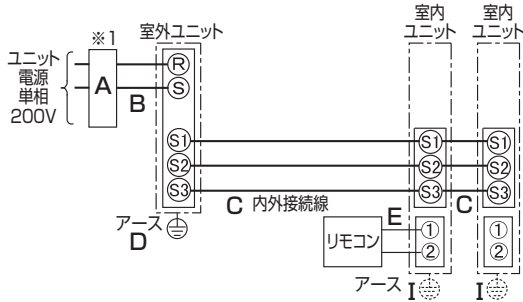 ※1
室外ユニット
室内
ユニット
室内
ユニット
ユニット
電源
単相
200V
A
B
R
S
S1
S2
S3
S1
S2
S3
S1
S2
S3
C 内外接続線
C
アース
D
リモコン
E
1
2
1
2
アース I
I